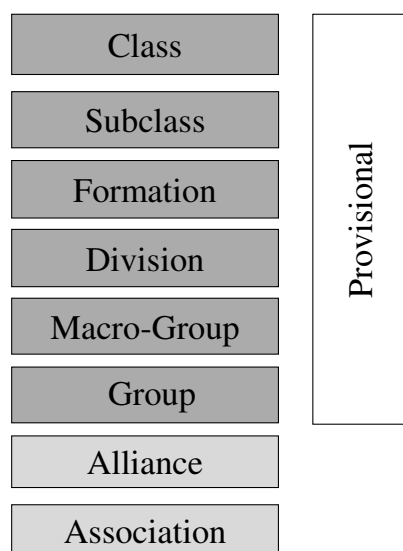 Class
Subclass
Formation
Division
Macro-Group
Group
Alliance
Association
Provisional